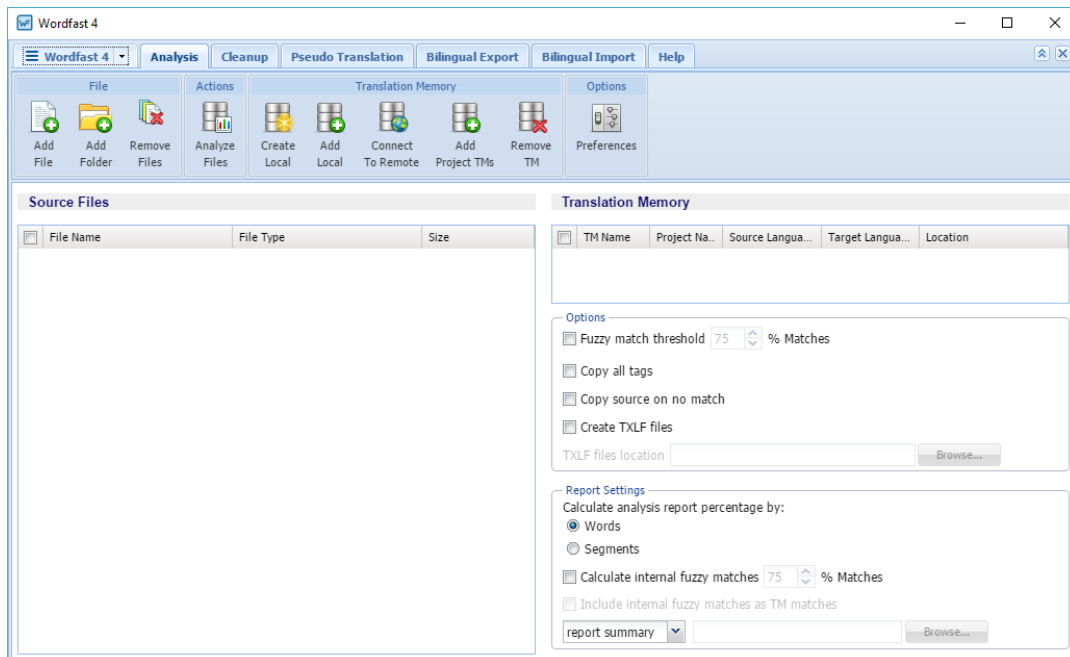 Wordfast 4
Wordfast 4 Analysis Cleanup Pseudo Translation Bilingual Export Bilingual Import Help
File Actions Translation Memory Options
Add File
Add Folder
Remove Files
Analyze Files
Create Local
Add Local
Connect To Remote
Add Project TMs
Remove TM
Preferences
Source Files
File Name File Type Size
Translation Memory
TM Name Project Na.. Source Langua... Target Langua... Location
Options
Fuzzy match threshold 75 % Matches
Copy all tags
Copy source on no match
Create TXLF files
TXLF files location Browse...
Report Settings
Calculate analysis report percentage by:
Words
Segments
Calculate internal fuzzy matches 75 % Matches
Include internal fuzzy matches as TM matches
report summary Browse...